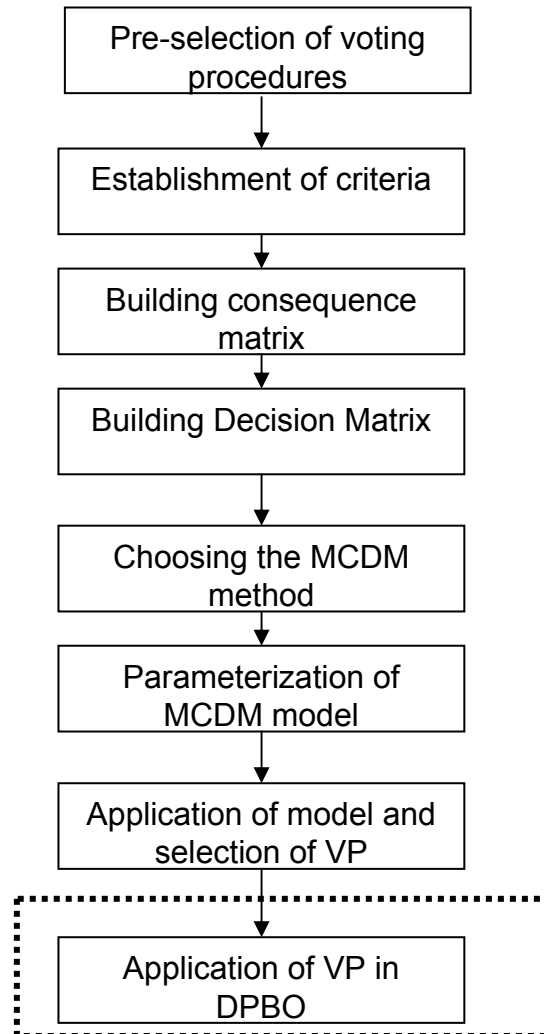 Pre-selection of voting
procedures
Establishment of criteria
Building consequence
matrix
Building Decision Matrix
Choosing the MCDM
method
Parameterization of
MCDM model
Application of model and
selection of VP
Application of VP in
DPBO